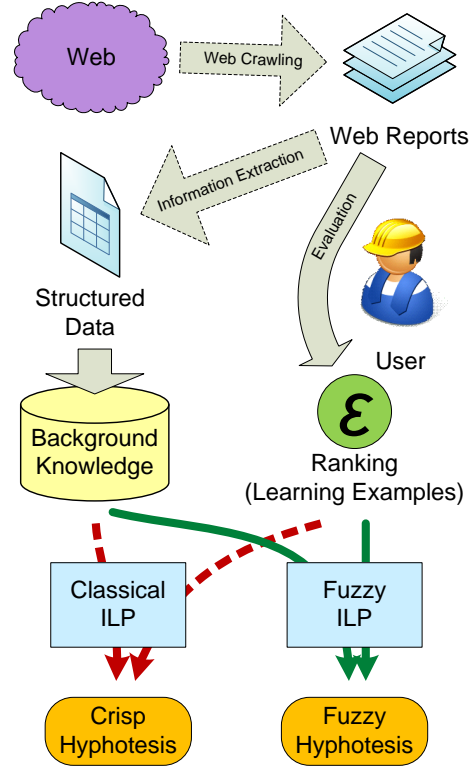 Web
Web Crawling
Web Reports
Information Extraction
Evaluation
Structured
Data
User
ε
Background
Knowledge
Ranking
(Learning Examples)
Classical
ILP
Fuzzy
ILP
Crisp
Hyphotesis
Fuzzy
Hyphotesis